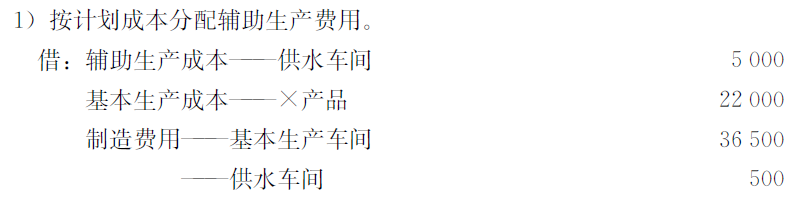 1）按计划成本分配辅助生产费用。
借：辅助生产成本——供水车间 5 000
基本生产成本——×产品 22 000
制造费用——基本生产车间 36 500
——供水车间 500